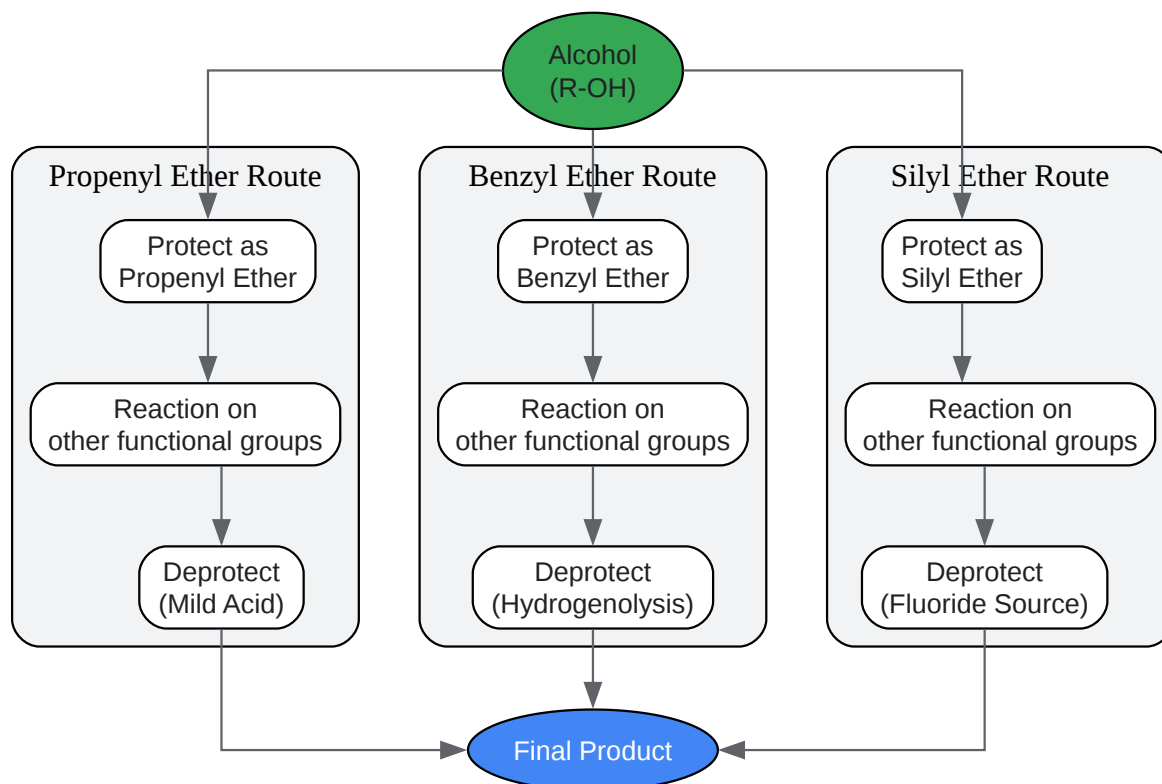 Alcohol
(R-OH)
Propenyl Ether Route
Protect as
Propenyl Ether
Reaction on
other functional groups
Deprotect
(Mild Acid)
Benzyl Ether Route
Protect as
Benzyl Ether
Reaction on
other functional groups
Deprotect
(Hydrogenolysis)
Silyl Ether Route
Protect as
Silyl Ether
Reaction on
other functional groups
Deprotect
(Fluoride Source)
Final Product